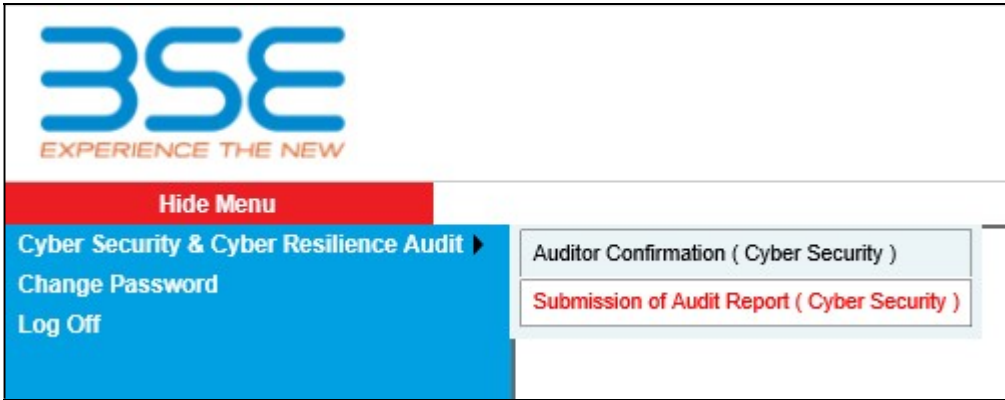 BSE
EXPERIENCE THE NEW
Hide Menu
Cyber Security & Cyber Resilience Audit
Change Password
Log Off
Auditor Confirmation ( Cyber Security )
Submission of Audit Report ( Cyber Security )